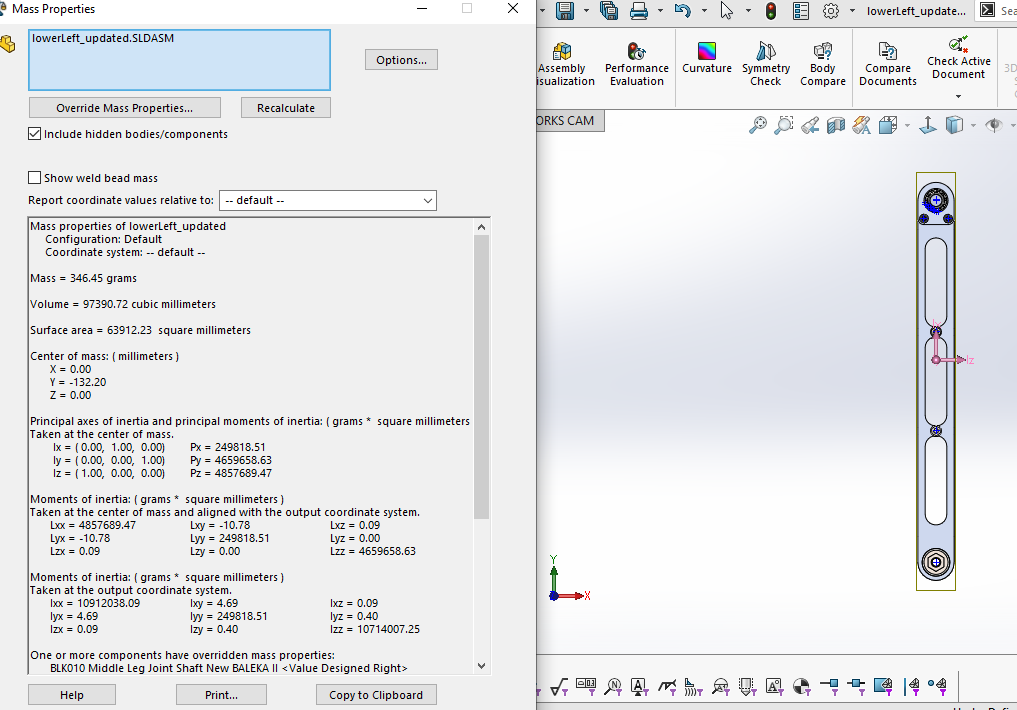 Mass Properties
lowerLeft_updated.SLDASM
Options...
Override Mass Properties...
Recalculate
Include hidden bodies/components
Show weld bead mass
Report coordinate values relative to:
-- default --
Mass properties of lowerLeft_updated
Configuration: Default
Coordinate system: -- default --
Mass = 346.45 grams
Volume = 97390.72 cubic millimeters
Surface area = 63912.23 square millimeters
Center of mass: ( millimeters )
X = 0.00
Y = -132.20
Z = 0.00
Principal axes of inertia and principal moments of inertia: ( grams * square millimeters
Taken at the center of mass.
Ix = ( 0.00, 1.00, 0.00) Px = 249818.51
Iy = ( 0.00, 0.00, 1.00) Py = 4659658.63
Iz = ( 1.00, 0.00, 0.00) Pz = 4857689.47
Moments of inertia: ( grams * square millimeters )
Taken at the center of mass and aligned with the output coordinate system.
Lxx = 4857689.47 Lxy = -10.78 Lxz = 0.09
Lyx = -10.78 Lyy = 249818.51 Lyz = 0.00
Lzx = 0.09 Lzy = 0.00 Lzz = 4659658.63
Moments of inertia: ( grams * square millimeters )
Taken at the output coordinate system.
Ixx = 10912038.09 Ixy = 4.69 Ixz = 0.09
Iyx = 4.69 Iyy = 249818.51 Iyz = 0.40
Izx = 0.09 Izy = 0.40 Izz = 10714007.25
One or more components have overridden mass properties:
BLK010 Middle Leg Joint Shaft New BALEKA II <Value Designed Right>
Help
Print...
Copy to Clipboard
lowerLeft_update...
Sea
Assembly
isualization
Performance
Evaluation
Curvature
Symmetry
Check
Body
Compare
Compare
Documents
Check Active
Document
3D
ORKS CAM
Iz
Y
X